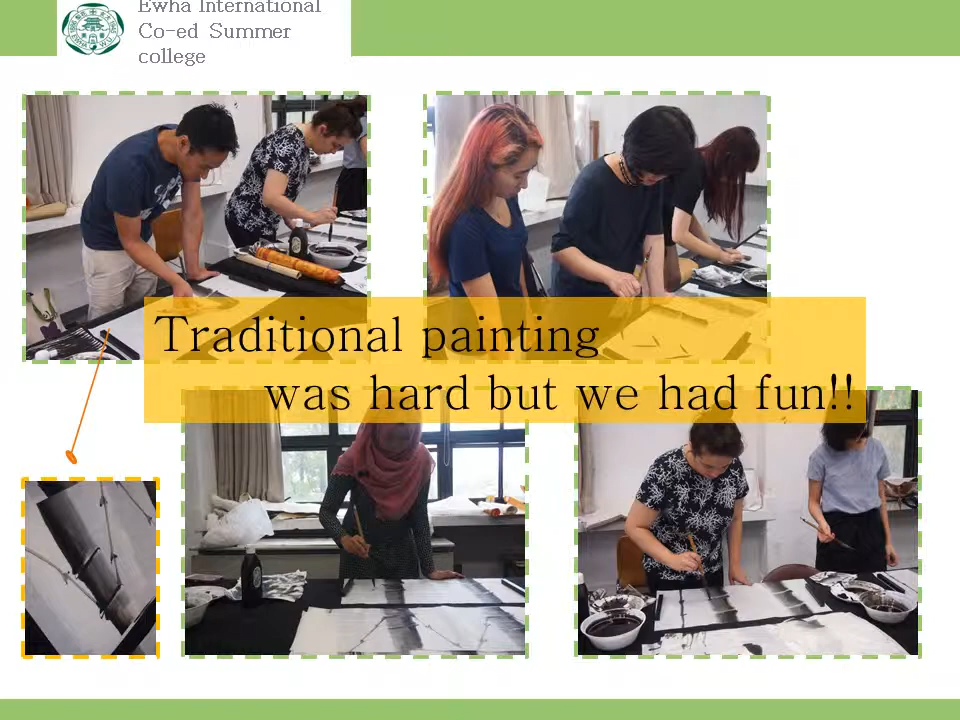 Ewha International
Co-ed Summer
college
Traditional painting
was hard but we had fun!!